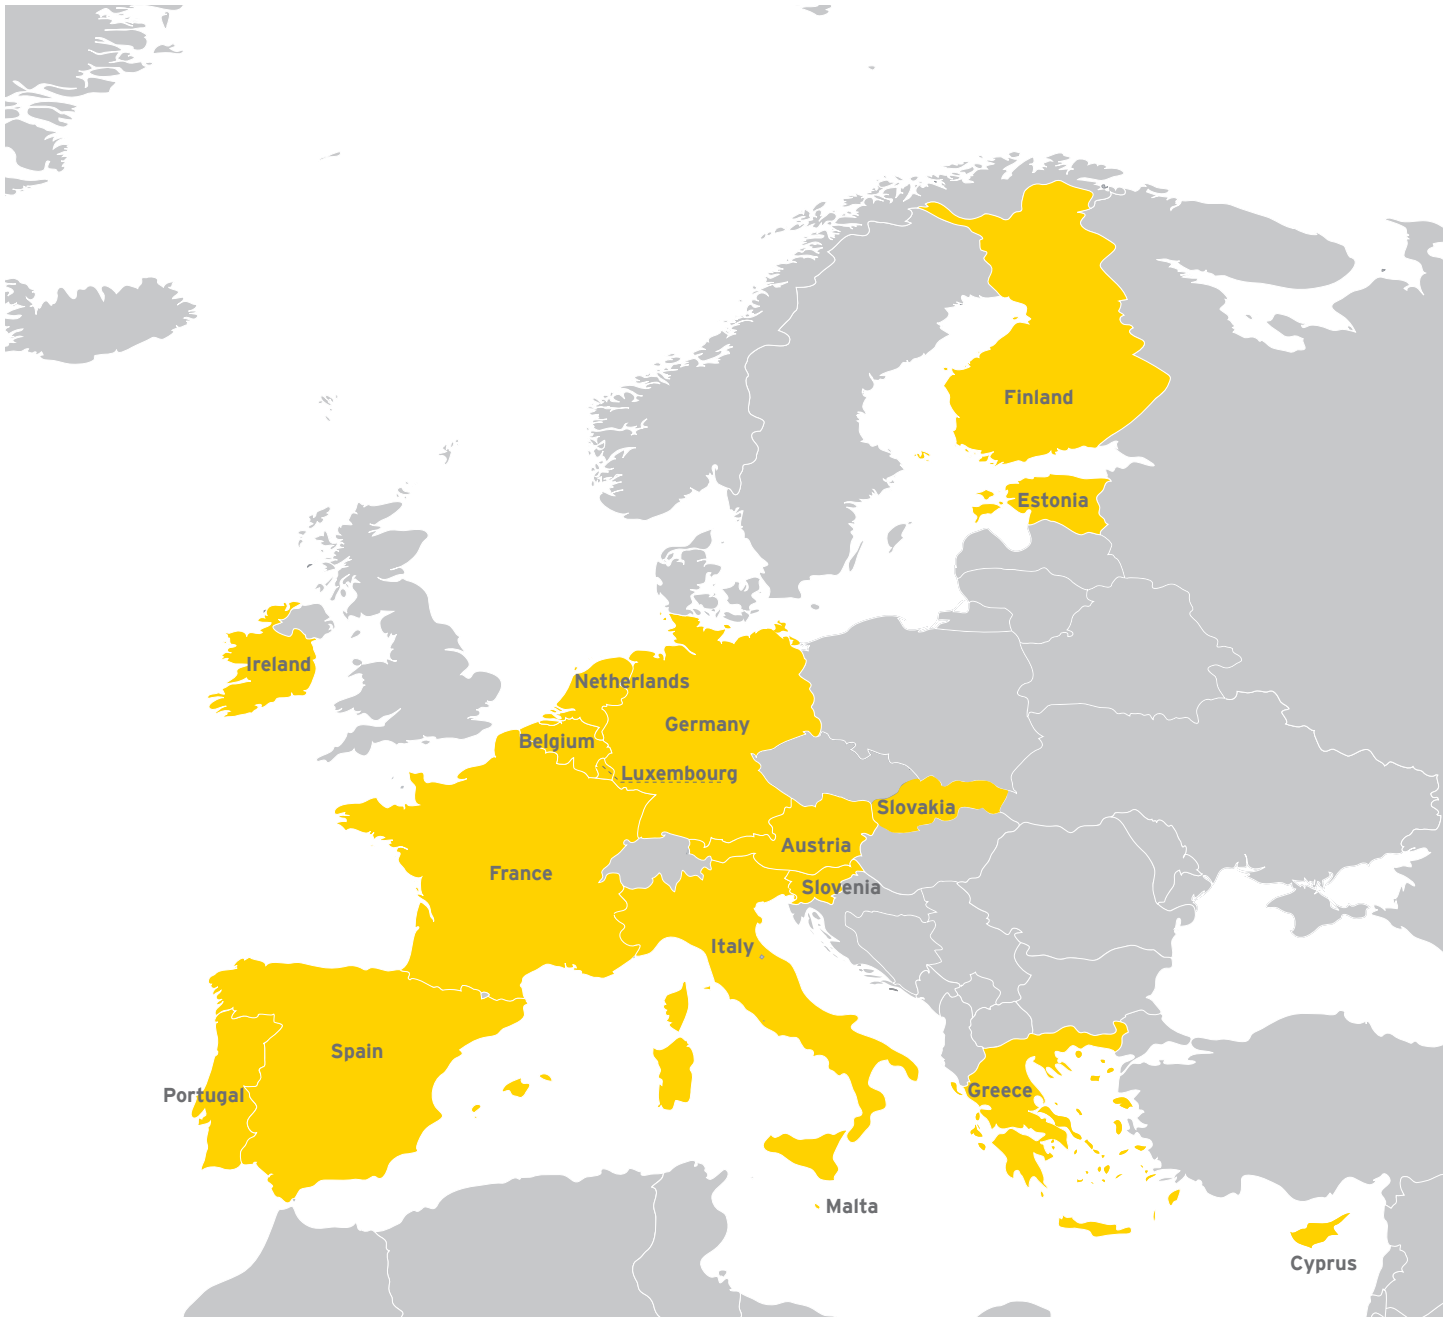 Finland
Estonia
Ireland
Netherlands
Germany
Belgium
Luxembourg
Slovakia
Austria
France
Slovenia
Italy
Spain
Portugal
Greece
Malta
Cyprus